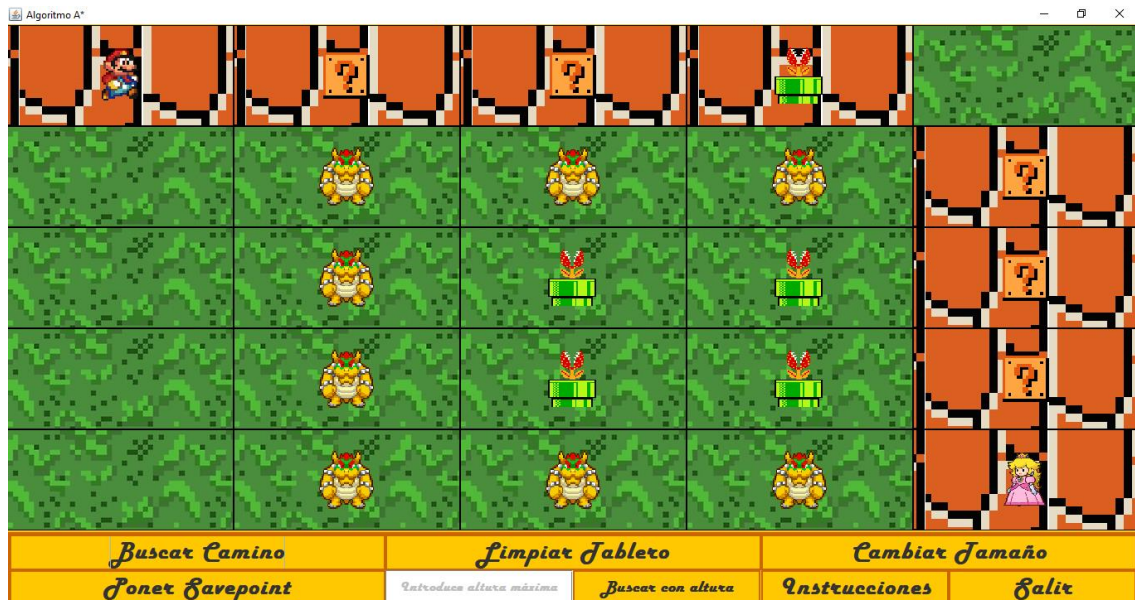 Algoritmo A*
?
?
?
?
?
Buscar Camino
Limpiar Tablero
Cambiar Tamaño
Poner Savepoint
Introduce altura máxima
Buscar con altura
Instrucciones
Salir